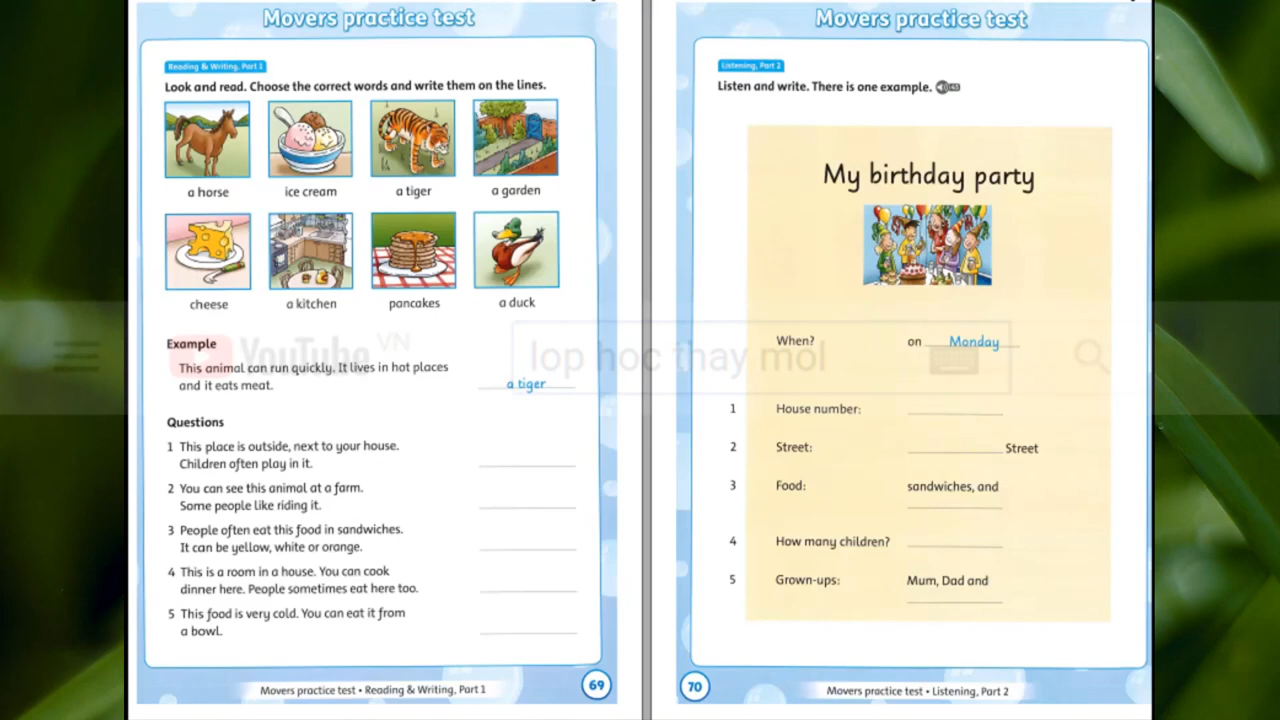 Movers practice test
Reading & Writing, Part 1
Look and read. Choose the correct words and write them on the lines.
a horse
ice cream
a tiger
a garden
cheese
a kitchen
pancakes
a duck
Example
This animal can run quickly. It lives in hot places
and it eats meat.
a tiger
Questions
1 This place is outside, next to your house.
Children often play in it.
2 You can see this animal at a farm.
Some people like riding it.
3 People often eat this food in sandwiches.
It can be yellow, white or orange.
4 This is a room in a house. You can cook
dinner here. People sometimes eat here too.
5 This food is very cold. You can eat it from
a bowl.
Movers practice test • Reading & Writing, Part 1
69
Movers practice test
Listening, Part 2
Listen and write. There is one example.
My birthday party
When? on Monday
1 House number:
2 Street: Street
3 Food: sandwiches, and
4 How many children?
5 Grown-ups: Mum, Dad and
70
Movers practice test • Listening, Part 2
YouTube VN
lop hoc thay mol